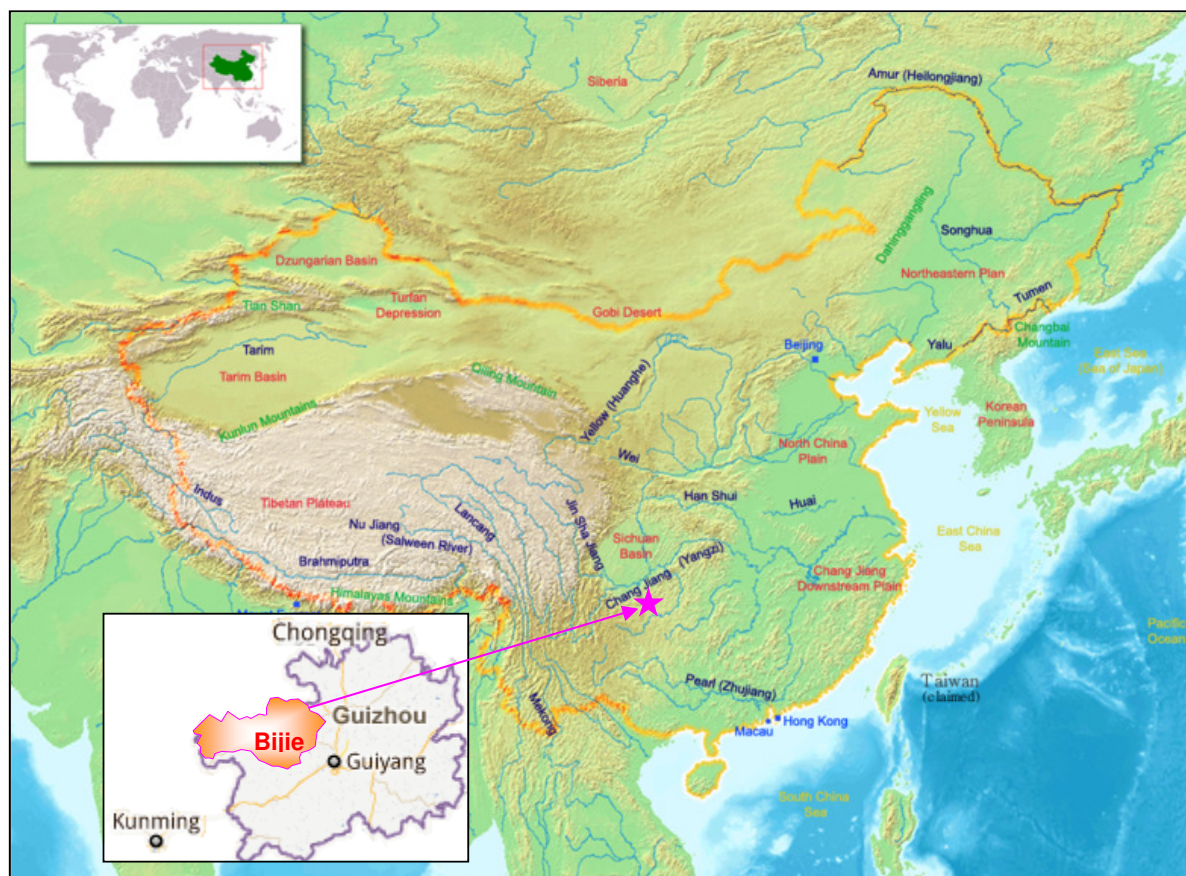 Siberia
Amur (Heilongjiang)
Dahinggangling
Songhua
Northeastern Plan
Dzungarian Basin
Tian Shan
Turfan
Depression
Gobi Desert
Tumen
Changbai
Mountain
Yalu
East Sea
(Sea of Japan)
Beijing
Tarim
Tarim Basin
Qiling Mountain
Kunlun Mountains
Yellow (Huanghe)
Yellow
Sea
Korean
Peninsula
North China
Plain
Wei
Han Shui
Huai
Indus
Tibetan Plateau
Nu Jiang
(Salween River)
Lancang
Jin Sha Jiang
Sichuan
Basin
East China
Sea
Brahmiputra
Chang Jiang (Yangzi)
Chang Jiang
Downstream Plain
Himalayas Mountains
Pacific
Ocean
Chongqing
Guizhou
Bijie
Guiyang
Kunming
Mekong
Pearl (Zhujiang)
Taiwan
(claimed)
Macau
Hong Kong
South China
Sea